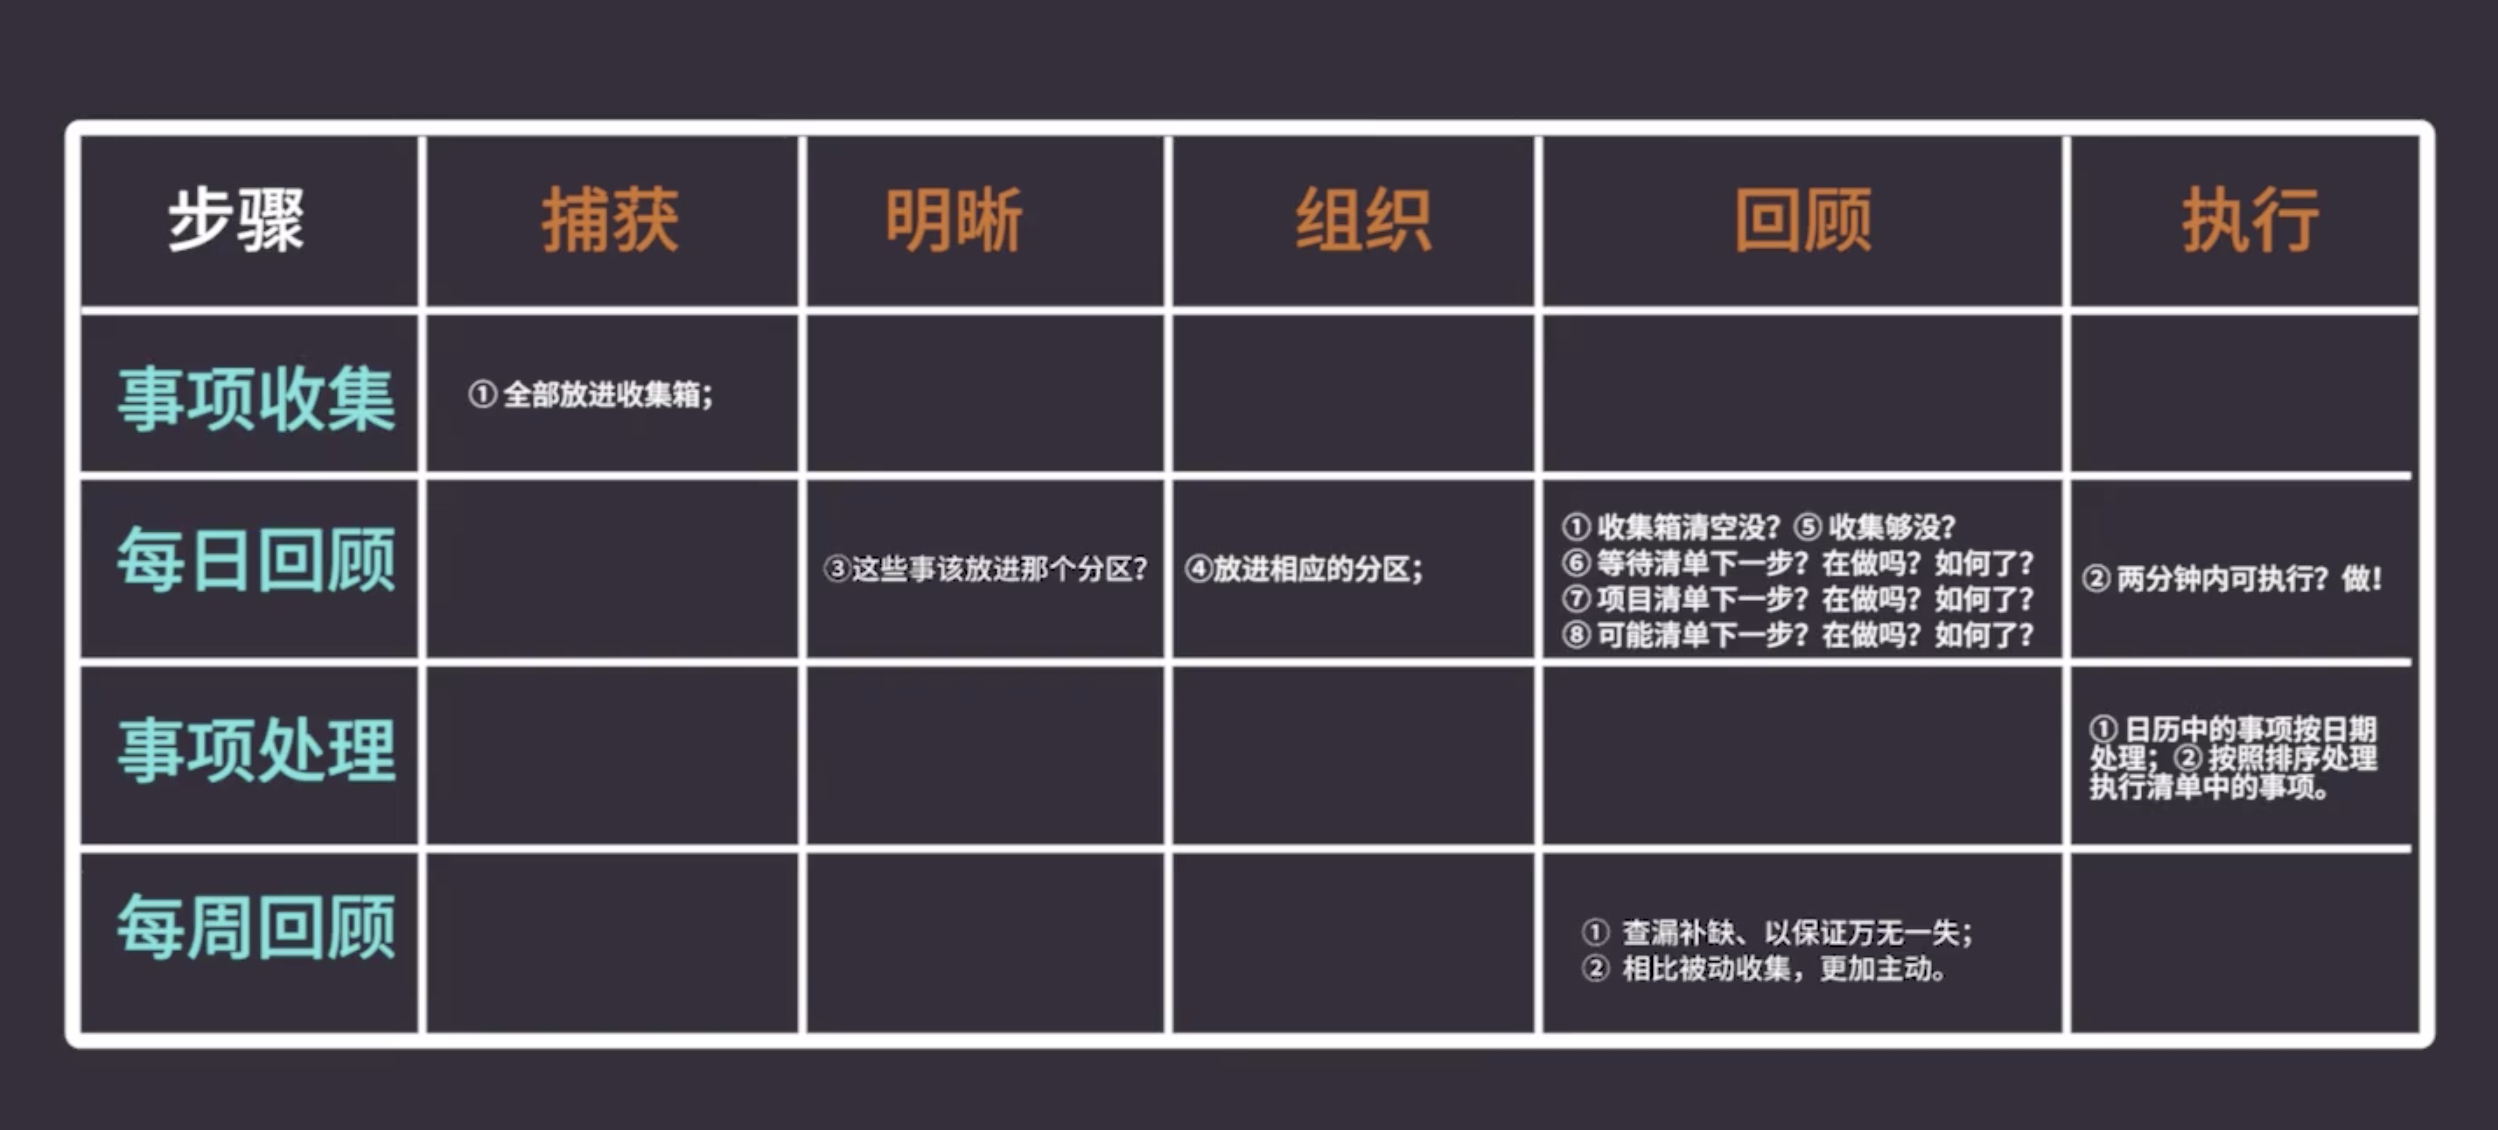 步骤 捕获 明晰 组织 回顾 执行
事项收集
① 全部放进收集箱；
每日回顾
③这些事该放进那个分区？
④放进相应的分区；
① 收集箱清空没？⑤ 收集够没？
⑥ 等待清单下一步？在做吗？如何了？
⑦ 项目清单下一步？在做吗？如何了？
⑧ 可能清单下一步？在做吗？如何了？
② 两分钟内可执行？做！
事项处理
① 日历中的事项按日期
处理；② 按照排序处理
执行清单中的事项。
每周回顾
① 查漏补缺、以保证万无一失；
② 相比被动收集，更加主动。